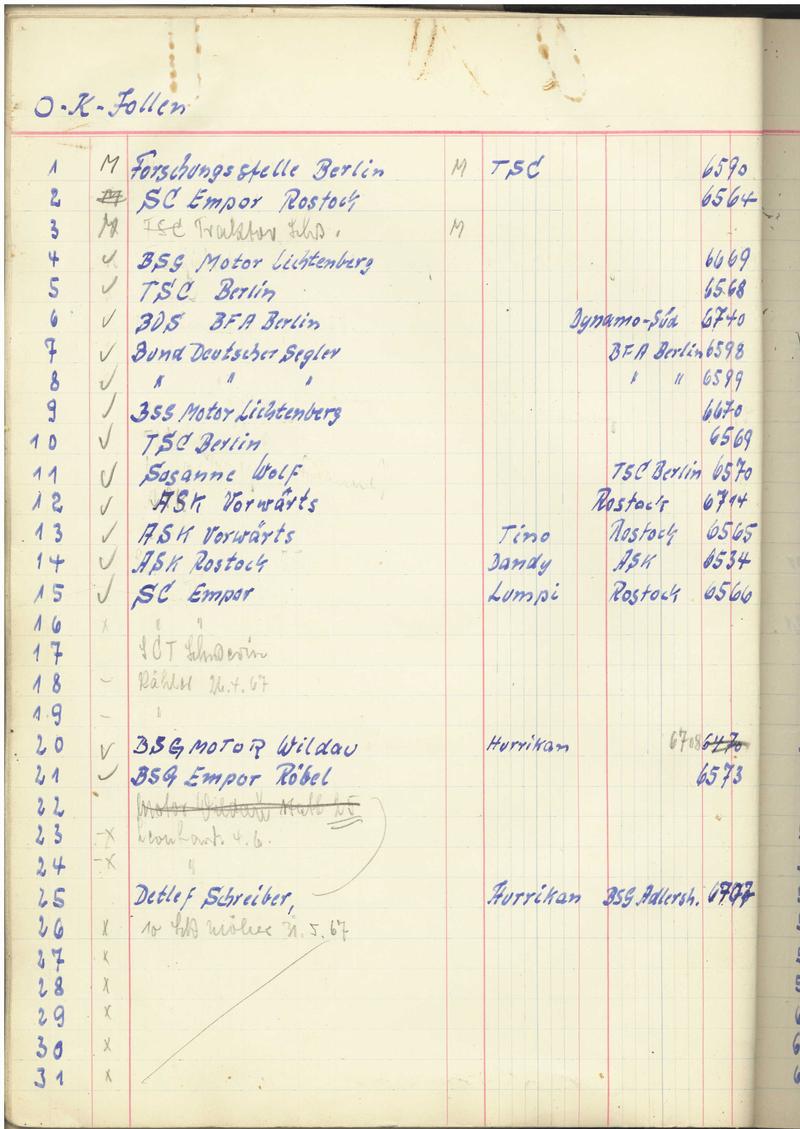 O-K-Jollen
1 M Forschungsstelle Berlin M TSC 6590
2 SC Empor Rostock 6564
3 M TSC Traktor M
4 ✓ BSG Motor Lichtenberg 6669
5 ✓ TSC Berlin 6568
6 ✓ BDS BFA Berlin Dynamo-Süd 6740
7 ✓ Bund Deutscher Segler BFA Berlin 6598
8 ✓ " " " " " 6599
9 ✓ BSG Motor Lichtenberg 6670
10 ✓ TSC Berlin 6569
11 ✓ Susanne Wolf TSC Berlin 6570
12 ✓ ASK Vorwärts Rostock 6714
13 ✓ ASK Vorwärts Tino Rostock 6565
14 ✓ ASK Rostock Dandy ASK 6534
15 ✓ SC Empor Lumpi Rostock 6566
16 x " "
17 SCT Schwerin
18 – 26.4.67
19 – "
20 ✓ BSG MOTOR Wildau Hurrikan 6708 6470
21 ✓ BSG Empor Röbel 6573
22 Motor Wildau 25
23 –x 4.6.
24 –x "
25 Detlef Schreiber, Hurrikan BSG Adlersh.
26 x 10 31.5.67
27 x
28 x
29 x
30 x
31 x